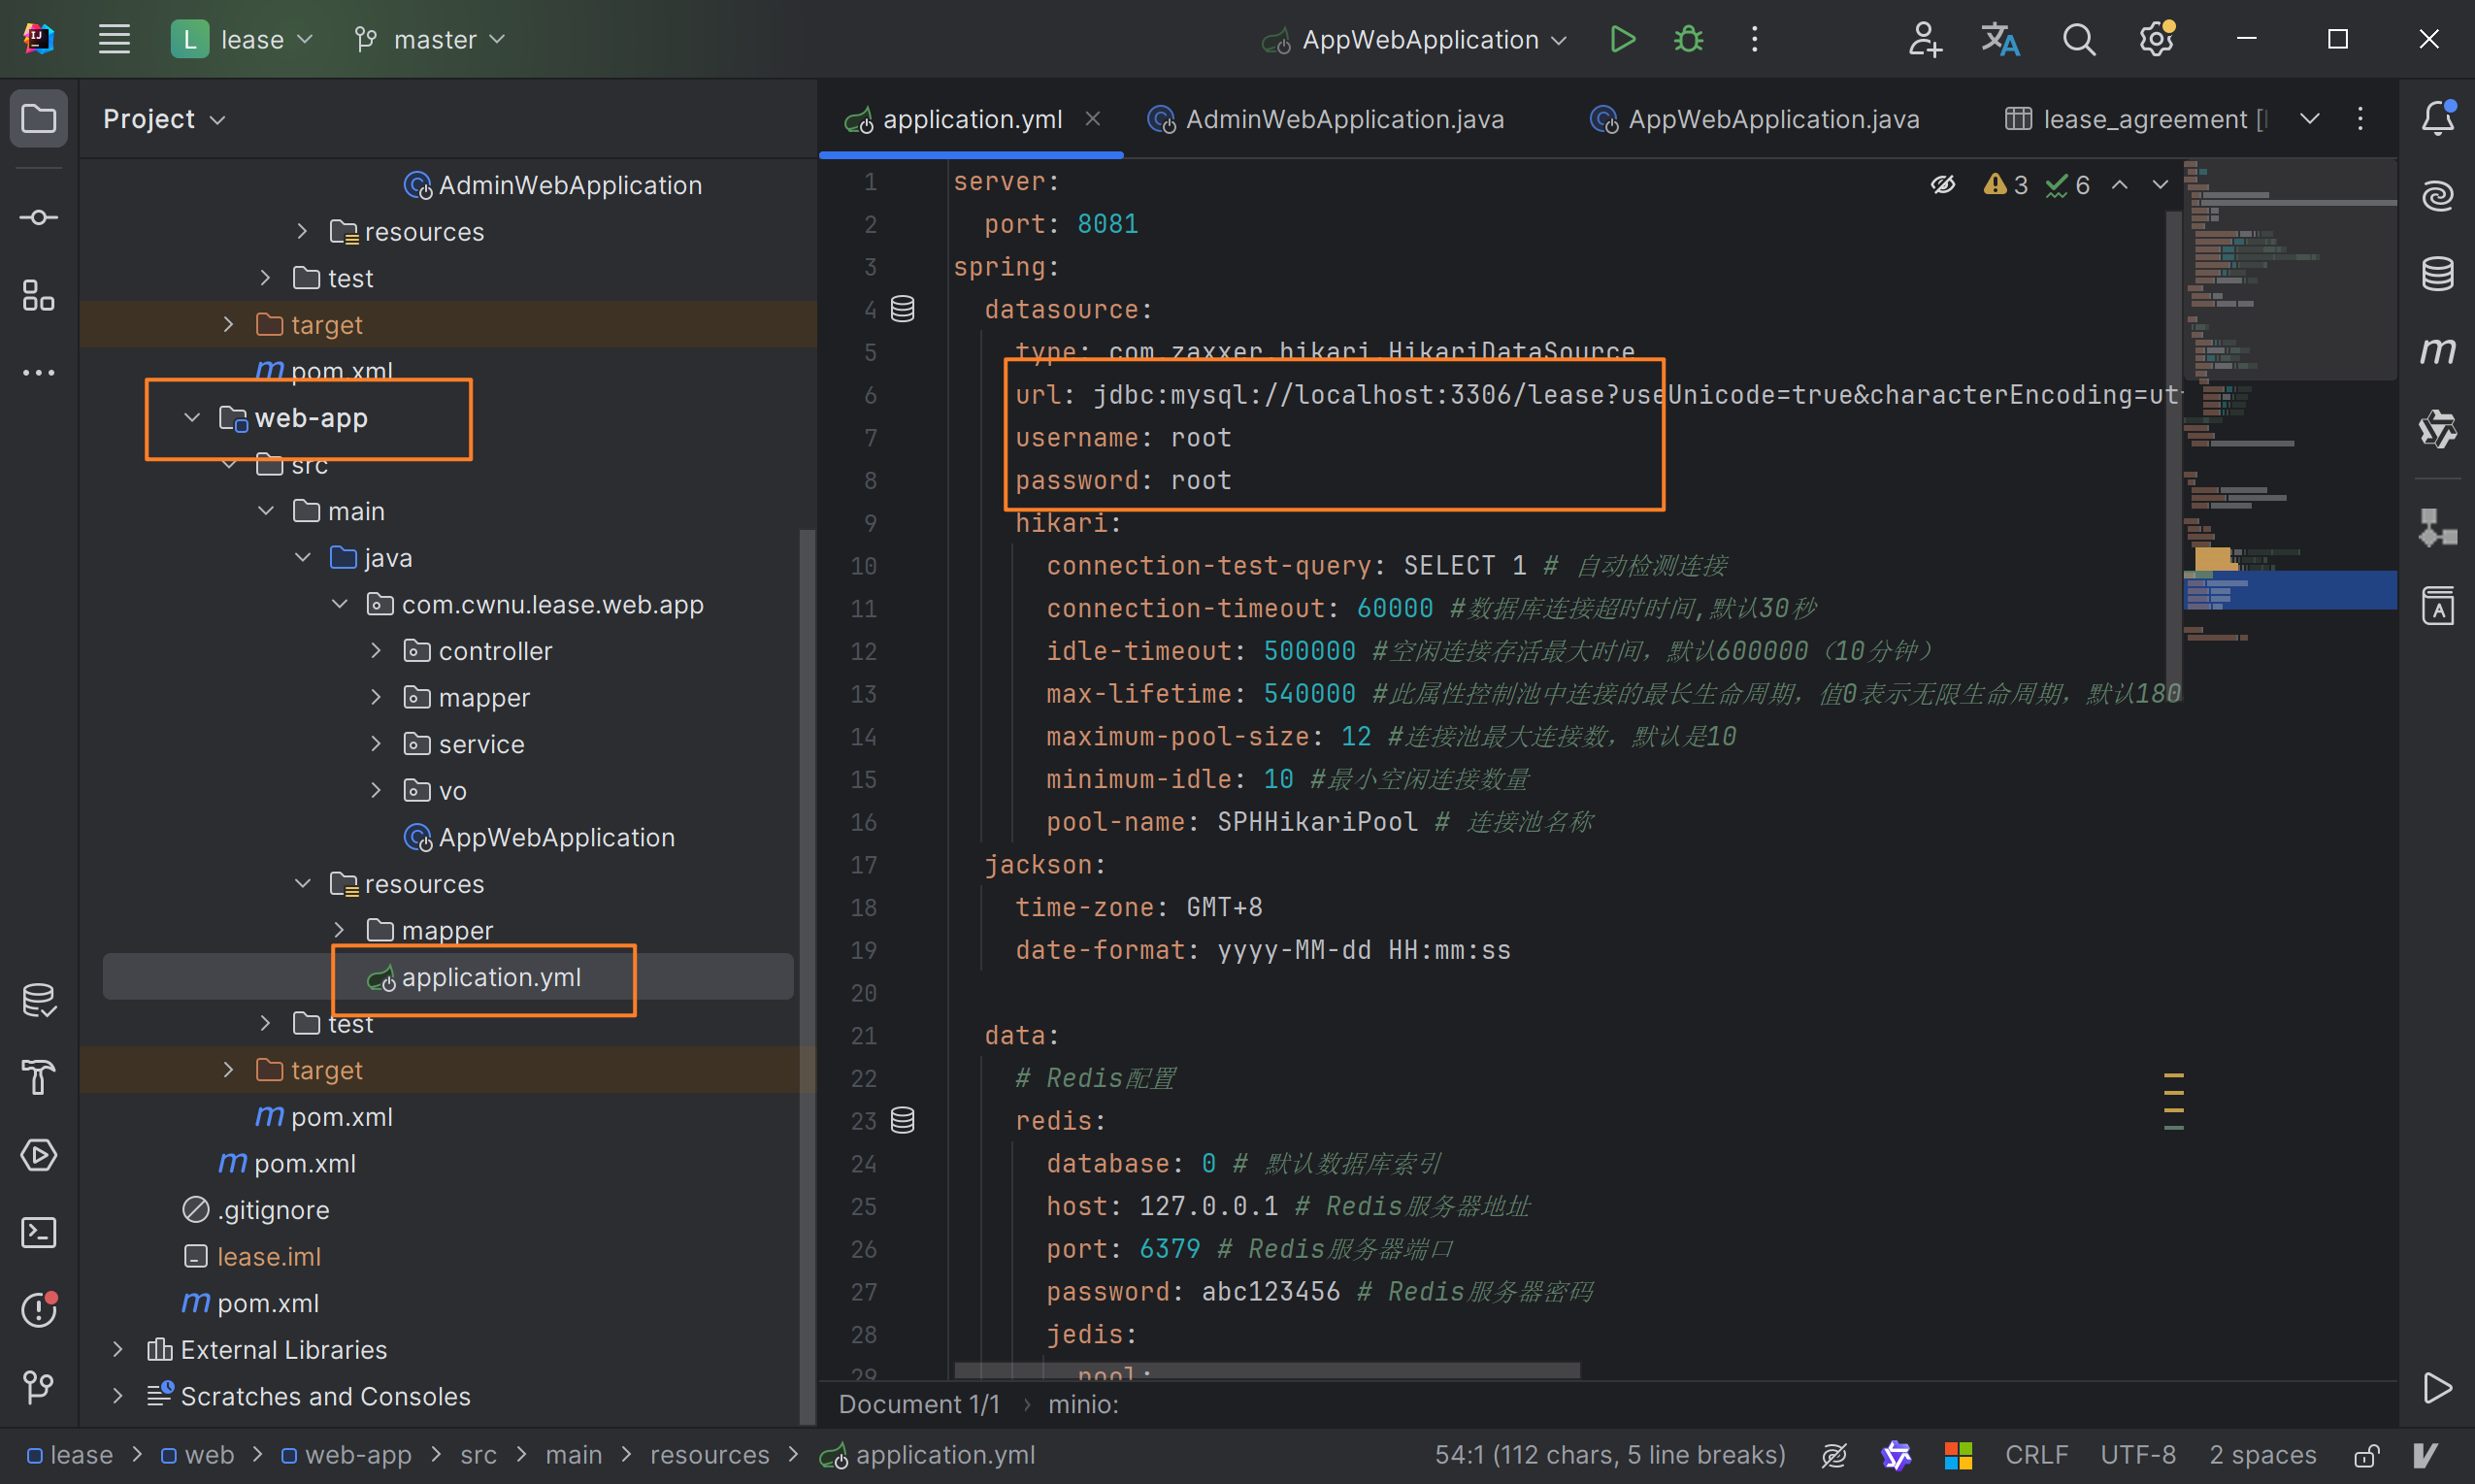 L lease master AppWebApplication
Project
AdminWebApplication
resources
test
target
pom.xml
web-app
src
main
java
com.cwnu.lease.web.app
controller
mapper
service
vo
AppWebApplication
resources
mapper
application.yml
test
target
pom.xml
pom.xml
.gitignore
lease.iml
pom.xml
External Libraries
Scratches and Consoles
application.yml AdminWebApplication.java AppWebApplication.java lease_agreement [
3 6
1 server:
2 port: 8081
3 spring:
4 datasource:
5 type: com.zaxxer.hikari.HikariDataSource
6 url: jdbc:mysql://localhost:3306/lease?useUnicode=true&characterEncoding=ut
7 username: root
8 password: root
9 hikari:
10 connection-test-query: SELECT 1 # 自动检测连接
11 connection-timeout: 60000 #数据库连接超时时间,默认30秒
12 idle-timeout: 500000 #空闲连接存活最大时间，默认600000（10分钟）
13 max-lifetime: 540000 #此属性控制池中连接的最长生命周期，值0表示无限生命周期，默认180
14 maximum-pool-size: 12 #连接池最大连接数，默认是10
15 minimum-idle: 10 #最小空闲连接数量
16 pool-name: SPHHikariPool # 连接池名称
17 jackson:
18 time-zone: GMT+8
19 date-format: yyyy-MM-dd HH:mm:ss
20
21 data:
22 # Redis配置
23 redis:
24 database: 0 # 默认数据库索引
25 host: 127.0.0.1 # Redis服务器地址
26 port: 6379 # Redis服务器端口
27 password: abc123456 # Redis服务器密码
28 jedis:
29 pool:
Document 1/1 › minio:
lease > web > web-app > src > main > resources > application.yml
54:1 (112 chars, 5 line breaks) CRLF UTF-8 2 spaces